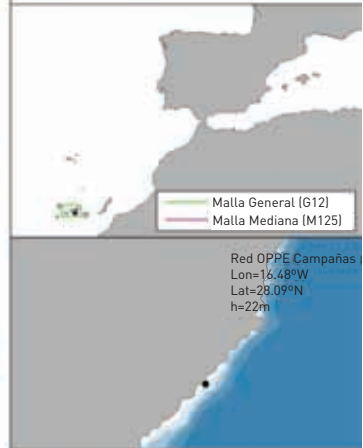 Malla General (G12)
Malla Mediana (M125)
Red OPPE Campañas
Lon=16.48ºW
Lat=28.09ºN
h=22m